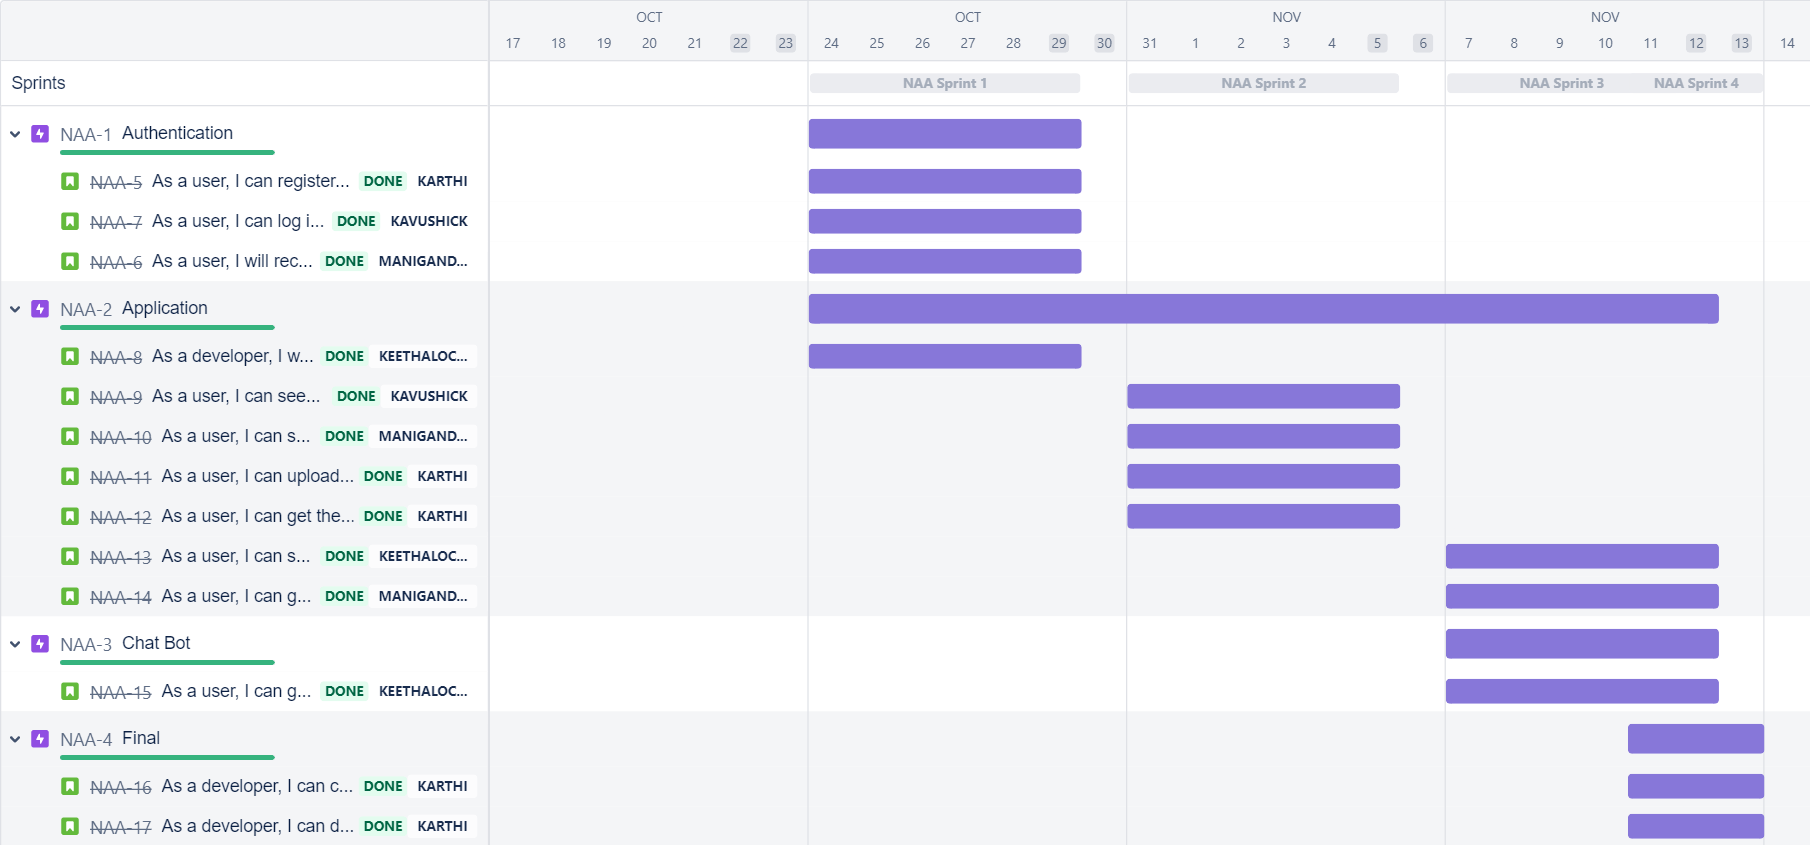 OCT OCT NOV NOV
17 18 19 20 21 22 23 24 25 26 27 28 29 30 31 1 2 3 4 5 6 7 8 9 10 11 12 13 14
Sprints NAA Sprint 1 NAA Sprint 2 NAA Sprint 3 NAA Sprint 4
NAA-1 Authentication
NAA-5 As a user, I can register... DONE KARTHI
NAA-7 As a user, I can log i... DONE KAVUSHICK
NAA-6 As a user, I will rec... DONE MANIGAND...
NAA-2 Application
NAA-8 As a developer, I w... DONE KEETHALOC...
NAA-9 As a user, I can see... DONE KAVUSHICK
NAA-10 As a user, I can s... DONE MANIGAND...
NAA-11 As a user, I can upload... DONE KARTHI
NAA-12 As a user, I can get the... DONE KARTHI
NAA-13 As a user, I can s... DONE KEETHALOC...
NAA-14 As a user, I can g... DONE MANIGAND...
NAA-3 Chat Bot
NAA-15 As a user, I can g... DONE KEETHALOC...
NAA-4 Final
NAA-16 As a developer, I can c... DONE KARTHI
NAA-17 As a developer, I can d... DONE KARTHI